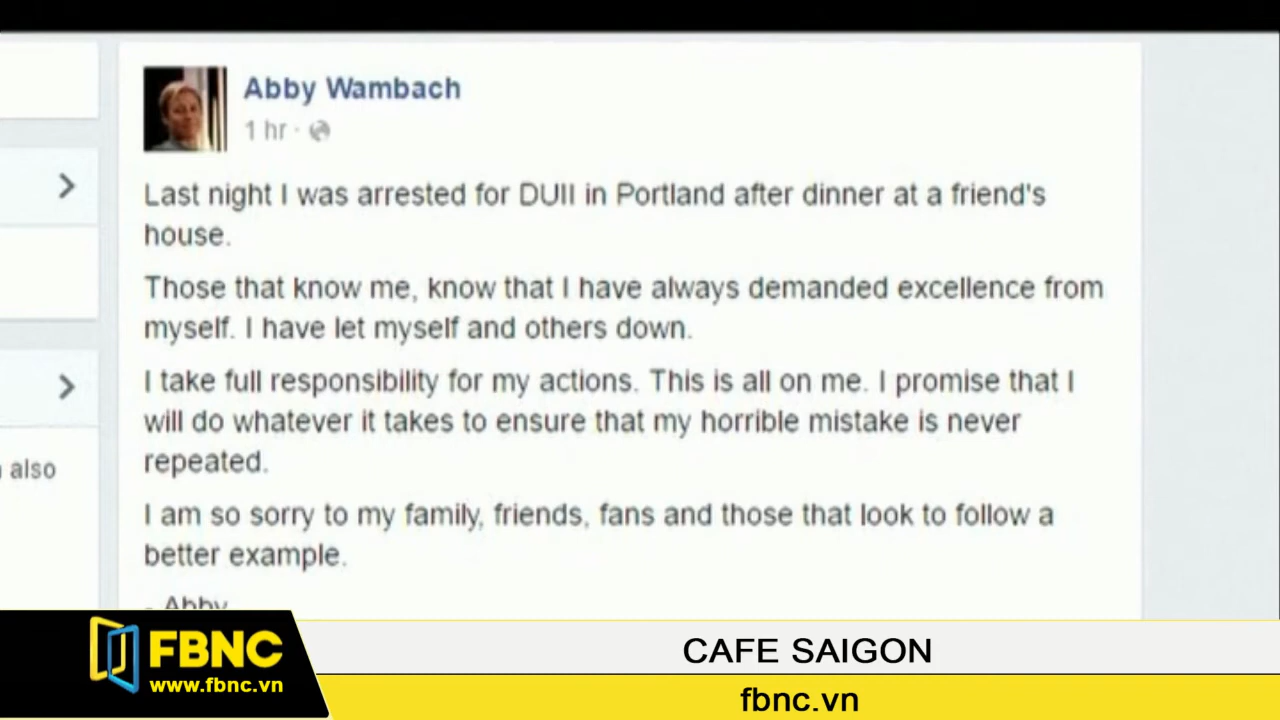 Abby Wambach
1 hr ·
Last night I was arrested for DUII in Portland after dinner at a friend's
house.
Those that know me, know that I have always demanded excellence from
myself. I have let myself and others down.
I take full responsibility for my actions. This is all on me. I promise that I
will do whatever it takes to ensure that my horrible mistake is never
repeated.
also
I am so sorry to my family, friends, fans and those that look to follow a
better example.
- Abby
FBNC
www.fbnc.vn
CAFE SAIGON
fbnc.vn